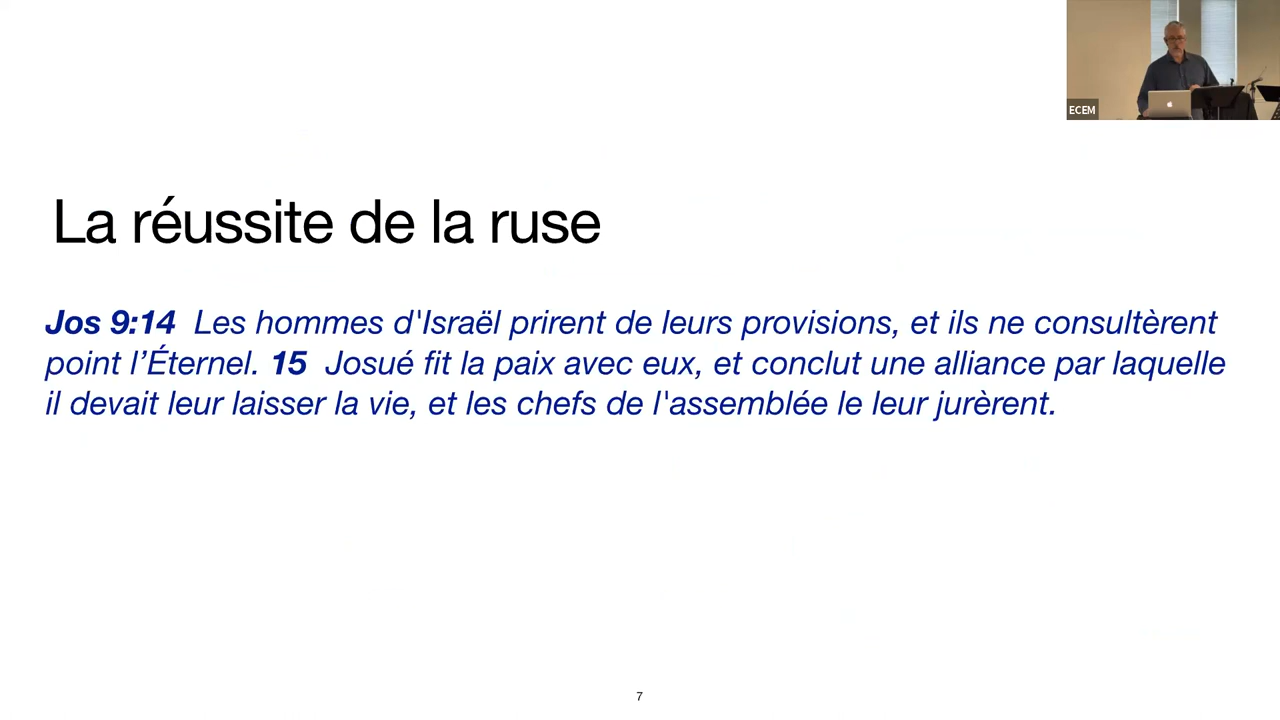 ECEM
La réussite de la ruse
Jos 9:14 Les hommes d'Israël prirent de leurs provisions, et ils ne consultèrent
point l’Éternel. 15 Josué fit la paix avec eux, et conclut une alliance par laquelle
il devait leur laisser la vie, et les chefs de l'assemblée le leur jurèrent.
7